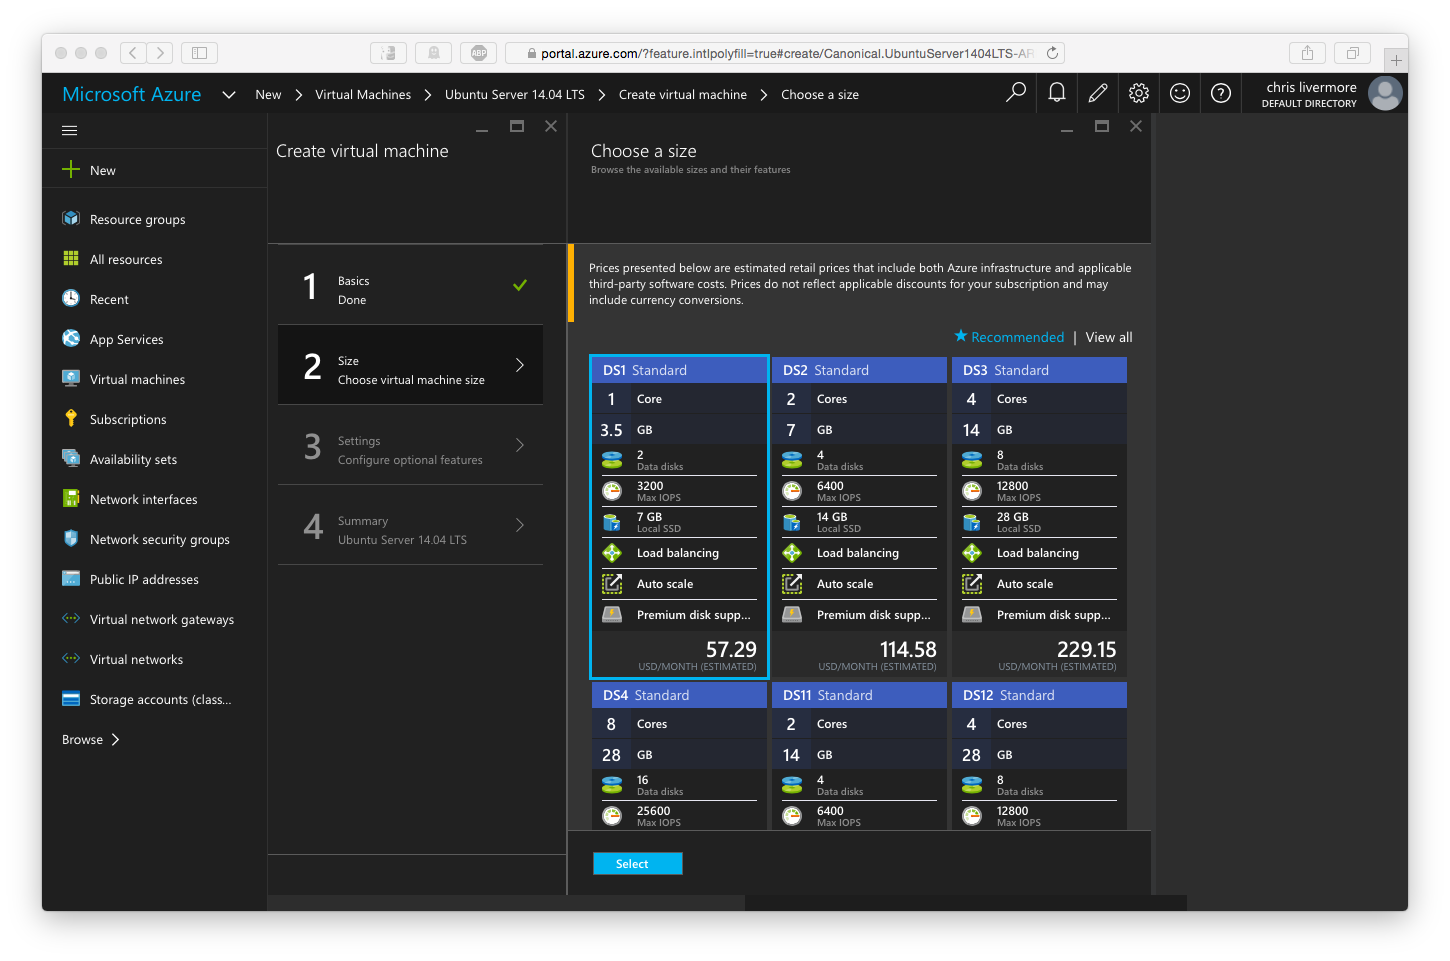 ABP
portal.azure.com/?feature.intlpolyfill=true#create/Canonical.UbuntuServer1404LTS-AR
Microsoft Azure
New
Virtual Machines
Ubuntu Server 14.04 LTS
Create virtual machine
Choose a size
chris livermore
DEFAULT DIRECTORY
New
Resource groups
All resources
Recent
App Services
Virtual machines
Subscriptions
Availability sets
Network interfaces
Network security groups
Public IP addresses
Virtual network gateways
Virtual networks
Storage accounts (class...
Browse
Create virtual machine
1
Basics
Done
2
Size
Choose virtual machine size
3
Settings
Configure optional features
4
Summary
Ubuntu Server 14.04 LTS
Choose a size
Browse the available sizes and their features
Prices presented below are estimated retail prices that include both Azure infrastructure and applicable
third-party software costs. Prices do not reflect applicable discounts for your subscription and may
include currency conversions.
Recommended | View all
DS1 Standard
1 Core
3.5 GB
2
Data disks
3200
Max IOPS
7 GB
Local SSD
Load balancing
Auto scale
Premium disk supp...
57.29
USD/MONTH (ESTIMATED)
DS2 Standard
2 Cores
7 GB
4
Data disks
6400
Max IOPS
14 GB
Local SSD
Load balancing
Auto scale
Premium disk supp...
114.58
USD/MONTH (ESTIMATED)
DS3 Standard
4 Cores
14 GB
8
Data disks
12800
Max IOPS
28 GB
Local SSD
Load balancing
Auto scale
Premium disk supp...
229.15
USD/MONTH (ESTIMATED)
DS4 Standard
8 Cores
28 GB
16
Data disks
25600
Max IOPS
DS11 Standard
2 Cores
14 GB
4
Data disks
6400
Max IOPS
DS12 Standard
4 Cores
28 GB
8
Data disks
12800
Max IOPS
Select